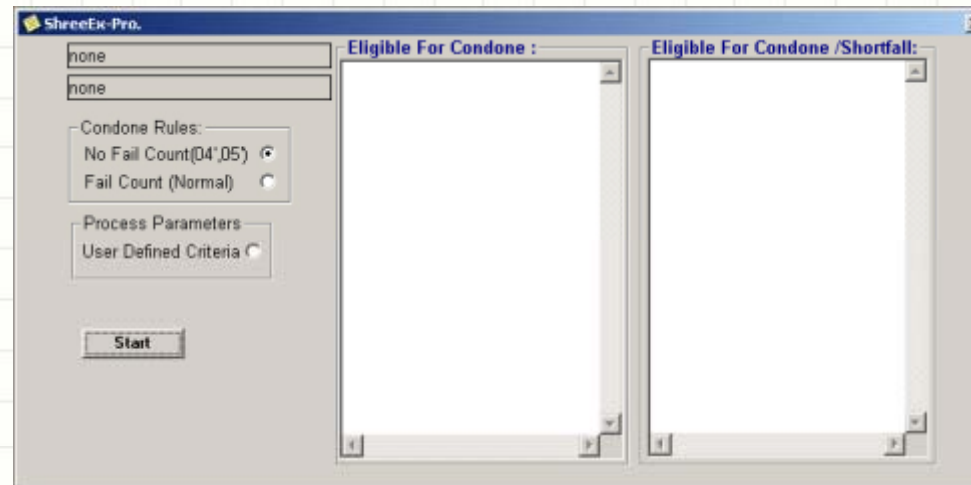 ShreeEx-Pro.
none
none
Condone Rules:
No Fail Count(04',05')
Fail Count (Normal)
Process Parameters
User Defined Criteria
Start
Eligible For Condone :
Eligible For Condone /Shortfall: